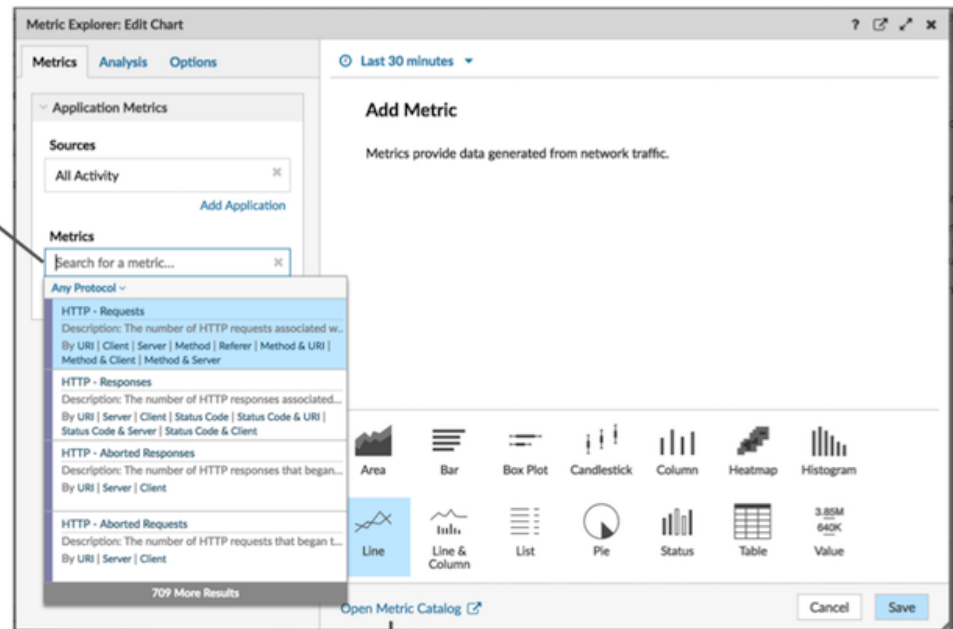 Metric Explorer: Edit Chart
?
Metrics Analysis Options
Last 30 minutes
Application Metrics
Sources
All Activity
Add Application
Metrics
Search for a metric...
Any Protocol
HTTP - Requests
Description: The number of HTTP requests associated w..
By URI | Client | Server | Method | Referer | Method & URI |
Method & Client | Method & Server
HTTP - Responses
Description: The number of HTTP responses associated...
By URI | Server | Client | Status Code | Status Code & URI |
Status Code & Server | Status Code & Client
HTTP - Aborted Responses
Description: The number of HTTP responses that began...
By URI | Server | Client
HTTP - Aborted Requests
Description: The number of HTTP requests that began t...
By URI | Server | Client
709 More Results
Add Metric
Metrics provide data generated from network traffic.
Area Bar Box Plot Candlestick Column Heatmap Histogram
3.85M
640K
Line Line & Column List Pie Status Table Value
Open Metric Catalog
Cancel Save